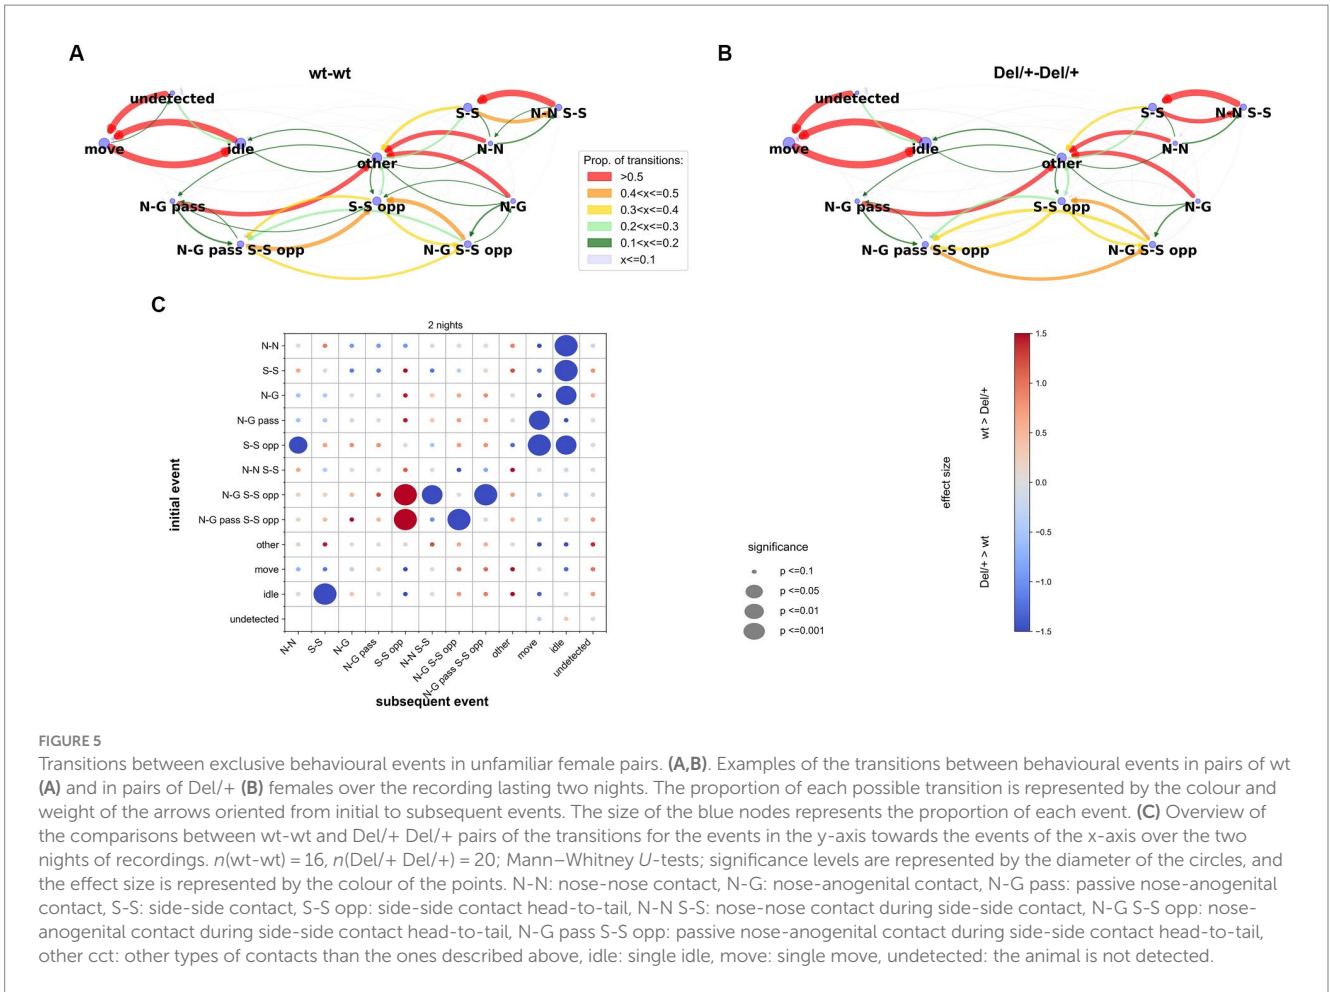 A
wt-wt
undetected
move
idle
S-S
N-N S-S
N-N
other
N-G pass
S-S opp
N-G
N-G pass S-S opp
N-G S-S opp
Prop. of transitions:
>0.5
0.4<x<=0.5
0.3<x<=0.4
0.2<x<=0.3
0.1<x<=0.2
x<=0.1
B
Del/+-Del/+
undetected
move
idle
S-S
N-N S-S
N-N
other
N-G pass
S-S opp
N-G
N-G pass S-S opp
N-G S-S opp
C
2 nights
initial event
N-N
S-S
N-G
N-G pass
S-S opp
N-N S-S
N-G S-S opp
N-G pass S-S opp
other
move
idle
undetected
N-N
S-S
N-G
N-G pass
S-S opp
N-N S-S
N-G S-S opp
N-G pass S-S opp
other
move
idle
undetected
subsequent event
significance
p <=0.1
p <=0.05
p <=0.01
p <=0.001
effect size
Del/+ > wt
wt > Del/+
1.5
1.0
0.5
0.0
−0.5
−1.0
−1.5
FIGURE 5
Transitions between exclusive behavioural events in unfamiliar female pairs. (A,B). Examples of the transitions between behavioural events in pairs of wt
(A) and in pairs of Del/+ (B) females over the recording lasting two nights. The proportion of each possible transition is represented by the colour and
weight of the arrows oriented from initial to subsequent events. The size of the blue nodes represents the proportion of each event. (C) Overview of
the comparisons between wt-wt and Del/+ Del/+ pairs of the transitions for the events in the y-axis towards the events of the x-axis over the two
nights of recordings. n(wt-wt) = 16, n(Del/+ Del/+) = 20; Mann–Whitney U-tests; significance levels are represented by the diameter of the circles, and
the effect size is represented by the colour of the points. N-N: nose-nose contact, N-G: nose-anogenital contact, N-G pass: passive nose-anogenital
contact, S-S: side-side contact, S-S opp: side-side contact head-to-tail, N-N S-S: nose-nose contact during side-side contact, N-G S-S opp: nose-
anogenital contact during side-side contact head-to-tail, N-G pass S-S opp: passive nose-anogenital contact during side-side contact head-to-tail,
other cct: other types of contacts than the ones described above, idle: single idle, move: single move, undetected: the animal is not detected.